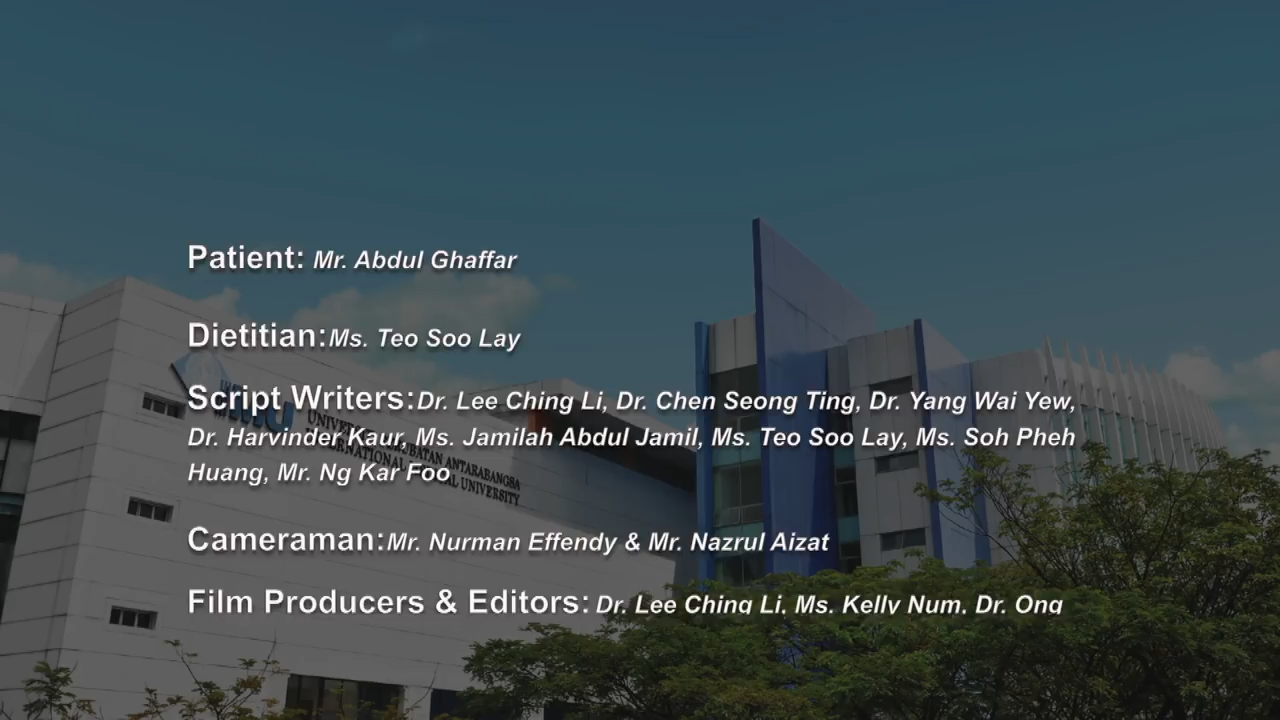 Patient: Mr. Abdul Ghaffar
Dietitian:Ms. Teo Soo Lay
Script Writers:Dr. Lee Ching Li, Dr. Chen Seong Ting, Dr. Yang Wai Yew,
Dr. Harvinder Kaur, Ms. Jamilah Abdul Jamil, Ms. Teo Soo Lay, Ms. Soh Pheh
Huang, Mr. Ng Kar Foo
ANTARABANGSA
UNIVERSITY
Cameraman:Mr. Nurman Effendy & Mr. Nazrul Aizat
Film Producers & Editors: Dr. Lee Ching Li, Ms. Kelly Num, Dr. Ong